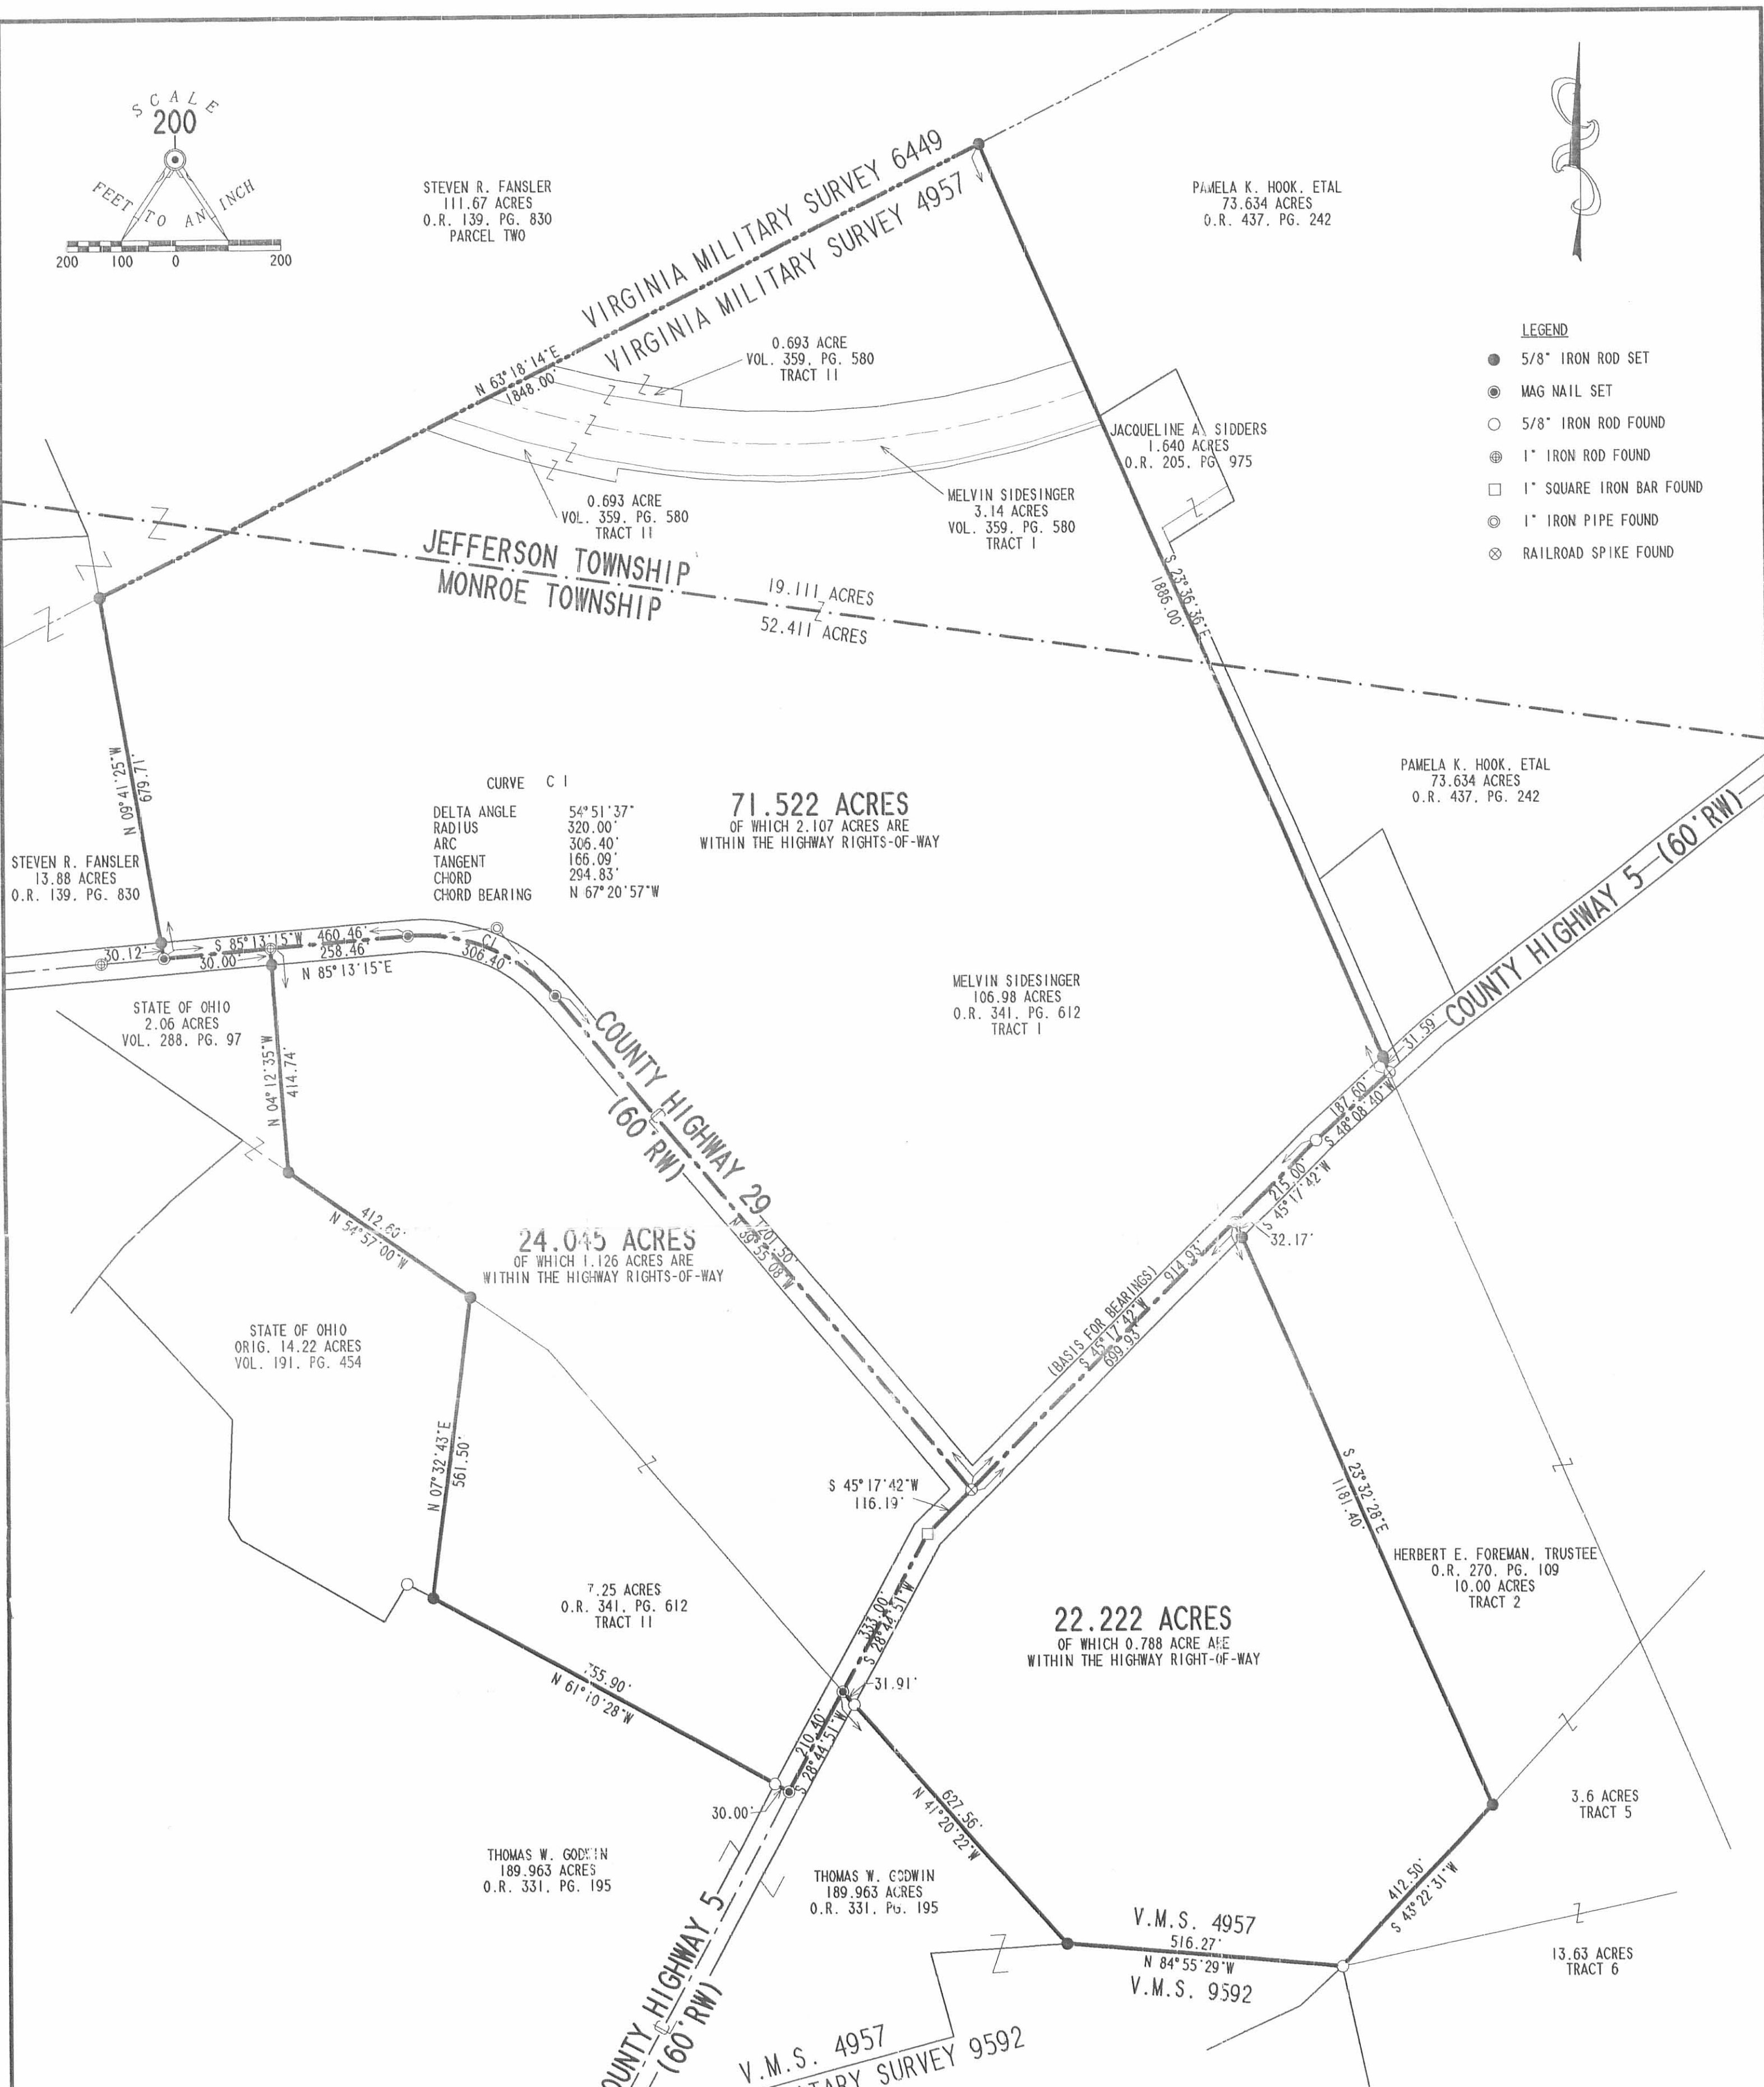 SCALE
200
FEET TO AN INCH
200 100 0 200
STEVEN R. FANSLER
111.67 ACRES
O.R. 139, PG. 830
PARCEL TWO
VIRGINIA MILITARY SURVEY 6449
VIRGINIA MILITARY SURVEY 4957
PAMELA K. HOOK, ETAL
73.634 ACRES
O.R. 437, PG. 242
LEGEND
5/8" IRON ROD SET
MAG NAIL SET
5/8" IRON ROD FOUND
1" IRON ROD FOUND
1" SQUARE IRON BAR FOUND
1" IRON PIPE FOUND
RAILROAD SPIKE FOUND
N 63°18'14"E
1848.00'
0.693 ACRE
VOL. 359, PG. 580
TRACT II
JACQUELINE A. SIDDERS
1.640 ACRES
O.R. 205, PG. 975
0.693 ACRE
VOL. 359, PG. 580
TRACT II
MELVIN SIDESINGER
3.14 ACRES
VOL. 359, PG. 580
TRACT I
JEFFERSON TOWNSHIP
MONROE TOWNSHIP
19.111 ACRES
52.411 ACRES
S 23°36'36"E
1886.00'
N 09°41'25"W
679.71'
CURVE C1
DELTA ANGLE 54°51'37"
RADIUS 320.00'
ARC 306.40'
TANGENT 166.09'
CHORD 294.83'
CHORD BEARING N 67°20'57"W
71.522 ACRES
OF WHICH 2.107 ACRES ARE
WITHIN THE HIGHWAY RIGHTS-OF-WAY
PAMELA K. HOOK, ETAL
73.634 ACRES
O.R. 437, PG. 242
STEVEN R. FANSLER
13.88 ACRES
O.R. 139, PG. 830
30.12'
S 85°13'15"W 460.46'
30.00'
258.46'
N 85°13'15"E
C1
306.40'
COUNTY HIGHWAY 5 (60'RW)
STATE OF OHIO
2.06 ACRES
VOL. 288, PG. 97
MELVIN SIDESINGER
106.98 ACRES
O.R. 341, PG. 612
TRACT I
N 04°12'35"W
414.74'
COUNTY HIGHWAY 29
(60'RW)
31.59'
187.60'
S 48°08'40"W
215.00'
S 45°17'42"W
32.17'
412.60'
N 54°57'00"W
24.045 ACRES
OF WHICH 1.126 ACRES ARE
WITHIN THE HIGHWAY RIGHTS-OF-WAY
1201.50'
N 39°55'08"W
(BASIS FOR BEARINGS)
914.93'
S 45°17'42"W
699.93'
STATE OF OHIO
ORIG. 14.22 ACRES
VOL. 191, PG. 454
N 07°32'43"E
561.50'
S 45°17'42"W
116.19'
S 23°32'28"E
1181.40'
HERBERT E. FOREMAN, TRUSTEE
O.R. 270, PG. 109
10.00 ACRES
TRACT 2
7.25 ACRES
O.R. 341, PG. 612
TRACT II
333.00'
S 28°44'51"W
22.222 ACRES
OF WHICH 0.788 ACRE ARE
WITHIN THE HIGHWAY RIGHT-OF-WAY
31.91'
N 61°10'28"W
210.40'
S 28°44'51"W
30.00'
627.56'
N 41°20'22"W
3.6 ACRES
TRACT 5
THOMAS W. GODWIN
189.963 ACRES
O.R. 331, PG. 195
THOMAS W. GODWIN
189.963 ACRES
O.R. 331, PG. 195
412.50'
S 43°22'31"W
V.M.S. 4957
516.27'
N 84°55'29"W
V.M.S. 9592
13.63 ACRES
TRACT 6
COUNTY HIGHWAY 5
(60'RW)
V.M.S. 4957
SURVEY 9592